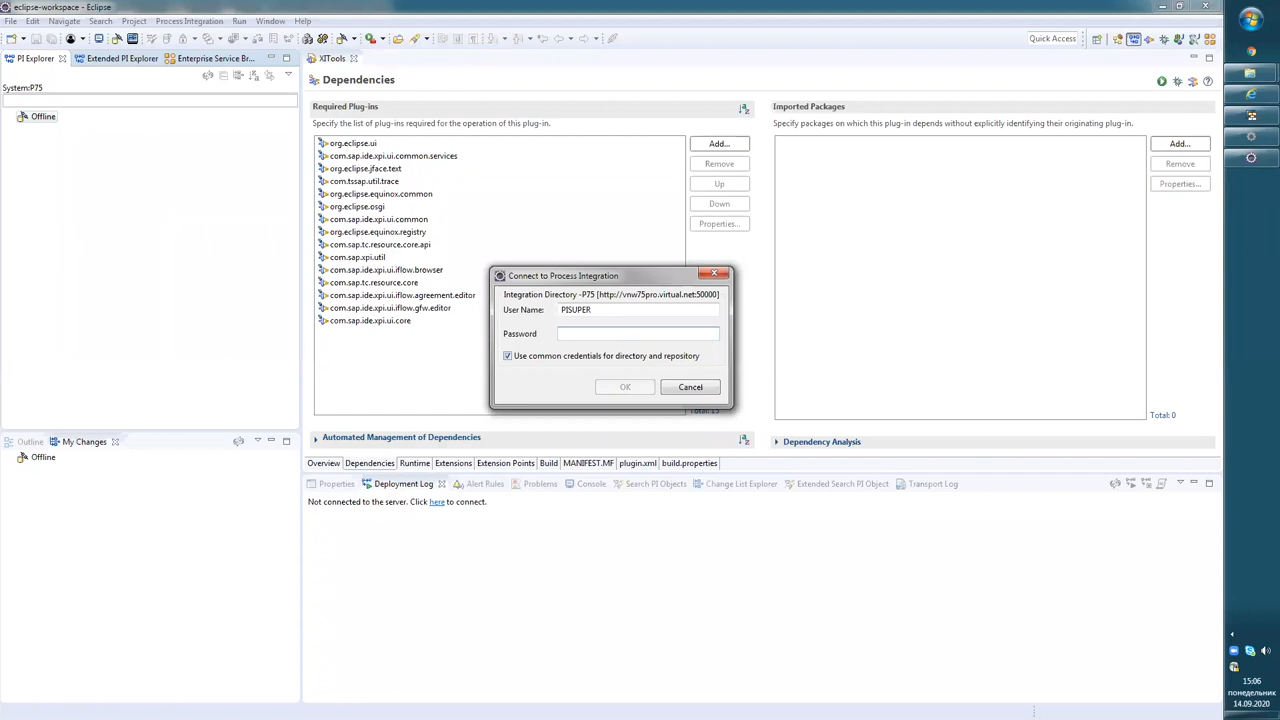 eclipse-workspace - Eclipse
File Edit Navigate Search Project Process Integration Run Window Help
Quick Access
PI Explorer Extended PI Explorer Enterprise Service Br...
System:P75
Offline
XITools
Dependencies
Required Plug-ins
Specify the list of plug-ins required for the operation of this plug-in.
org.eclipse.ui
com.sap.ide.xpi.ui.common.services
org.eclipse.jface.text
com.tssap.util.trace
org.eclipse.equinox.common
org.eclipse.osgi
com.sap.ide.xpi.ui.common
org.eclipse.equinox.registry
com.sap.tc.resource.core.api
com.sap.xpi.util
com.sap.ide.xpi.ui.iflow.browser
com.sap.tc.resource.core
com.sap.ide.xpi.ui.iflow.agreement.editor
com.sap.ide.xpi.ui.iflow.gfw.editor
com.sap.ide.xpi.ui.core
Add...
Remove
Up
Down
Properties...
Total: 15
Imported Packages
Specify packages on which this plug-in depends without explicitly identifying their originating plug-in.
Add...
Remove
Properties...
Total: 0
Connect to Process Integration
Integration Directory -P75 [http://vnw75pro.virtual.net:50000]
User Name: PISUPER
Password
Use common credentials for directory and repository
OK Cancel
Automated Management of Dependencies
Dependency Analysis
Overview Dependencies Runtime Extensions Extension Points Build MANIFEST.MF plugin.xml build.properties
Outline My Changes
Offline
Properties Deployment Log Alert Rules Problems Console Search PI Objects Change List Explorer Extended Search PI Object Transport Log
Not connected to the server. Click here to connect.
15:06
понедельник
14.09.2020